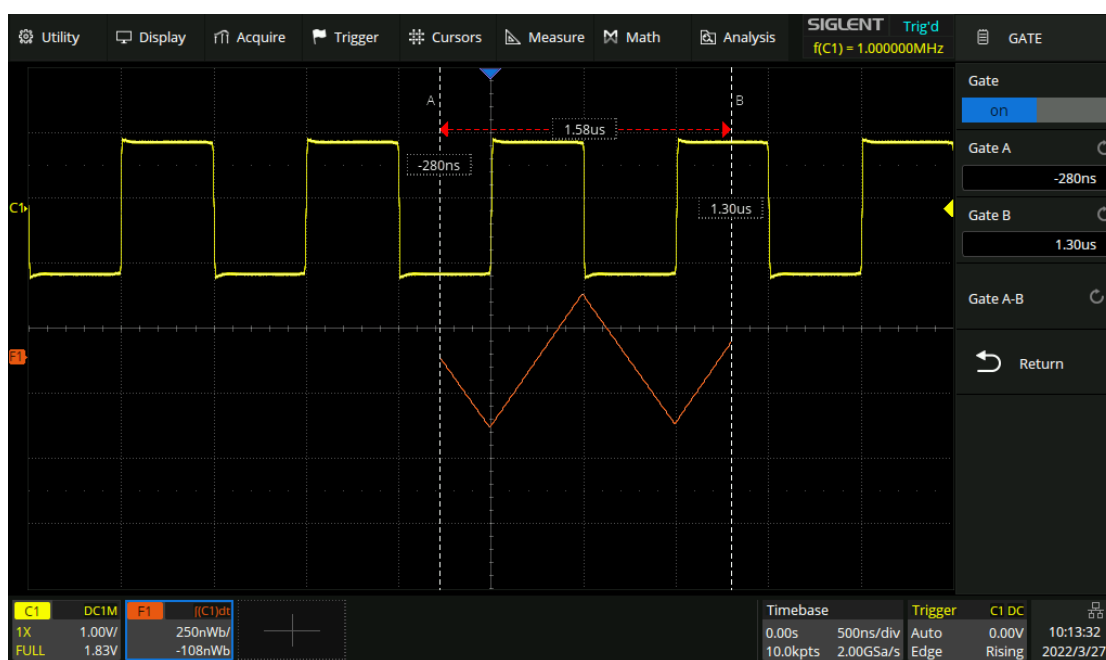 Utility Display Acquire Trigger Cursors Measure Math Analysis
SIGLENT Trig'd
f(C1) = 1.000000MHz
GATE
Gate
on
Gate A
-280ns
Gate B
1.30us
Gate A-B
Return
A
B
1.58us
-280ns
1.30us
C1
F1
C1 DC1M
1X 1.00V/
FULL 1.83V
F1 ∫(C1)dt
250nWb/
-108nWb
Timebase
0.00s 500ns/div
10.0kpts 2.00GSa/s
Trigger C1 DC
Auto 0.00V
Edge Rising
10:13:32
2022/3/27